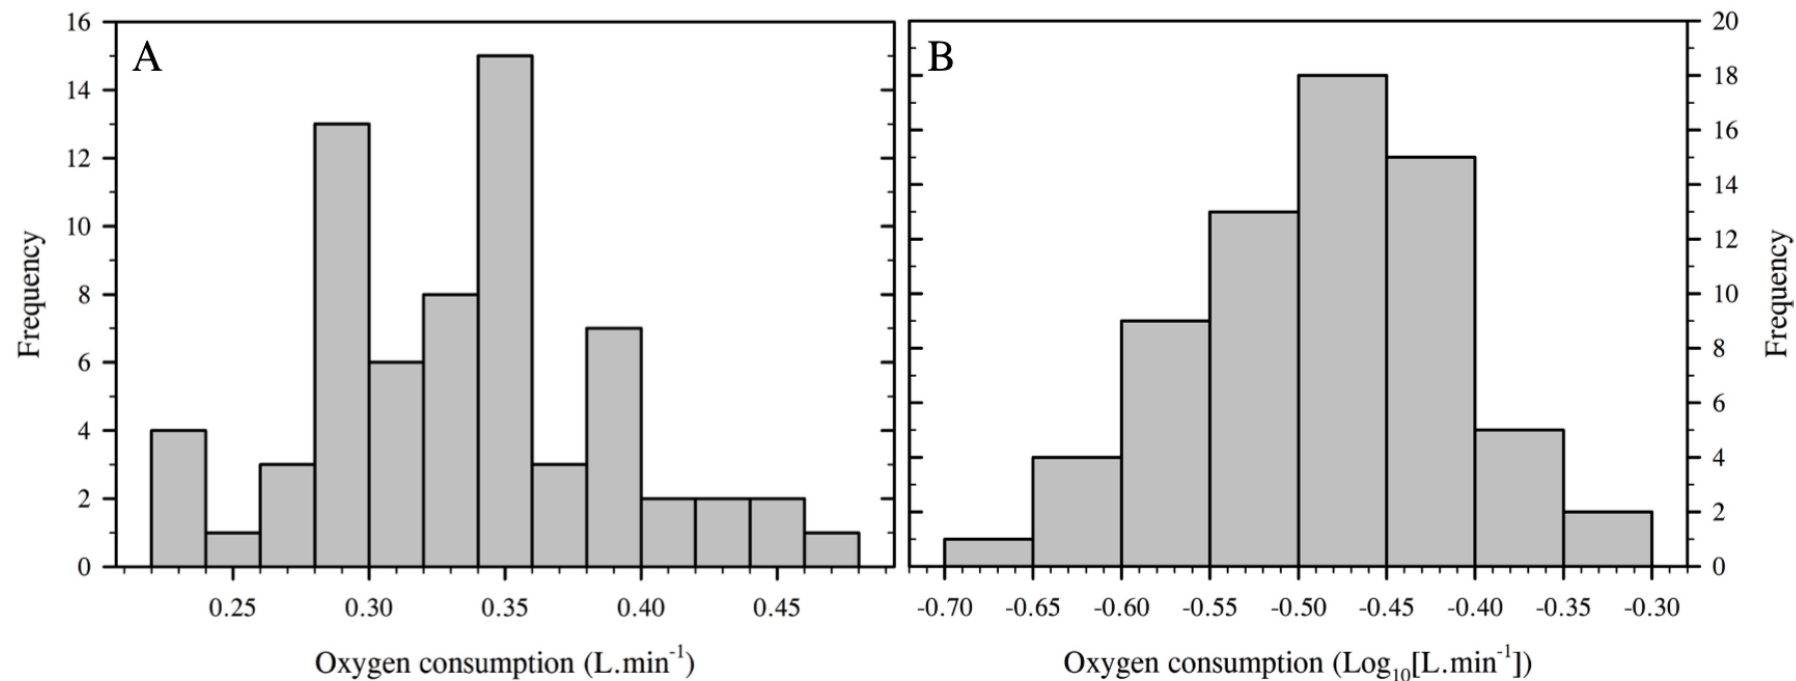 A
16
14
12
10
8
6
4
2
0
Frequency
0.25 0.30 0.35 0.40 0.45
Oxygen consumption (L.min⁻¹)
B
20
18
16
14
12
10
8
6
4
2
0
Frequency
-0.70 -0.65 -0.60 -0.55 -0.50 -0.45 -0.40 -0.35 -0.30
Oxygen consumption (Log₁₀[L.min⁻¹])